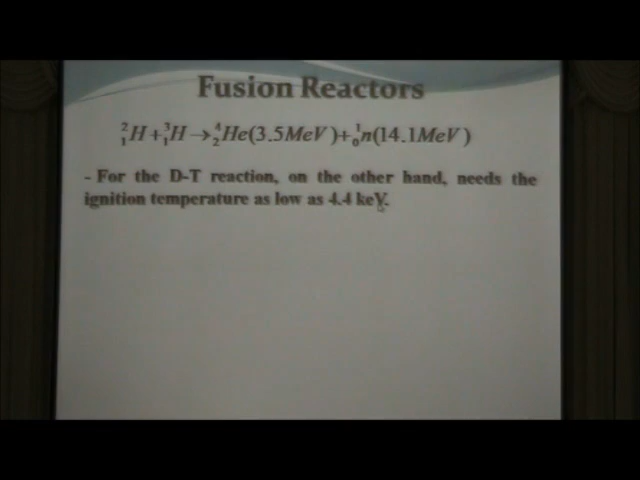 Fusion Reactors
²₁H+³₁H→⁴₂He(3.5MeV)+¹₀n(14.1MeV)
- For the D-T reaction, on the other hand, needs the
ignition temperature as low as 4.4 keV.